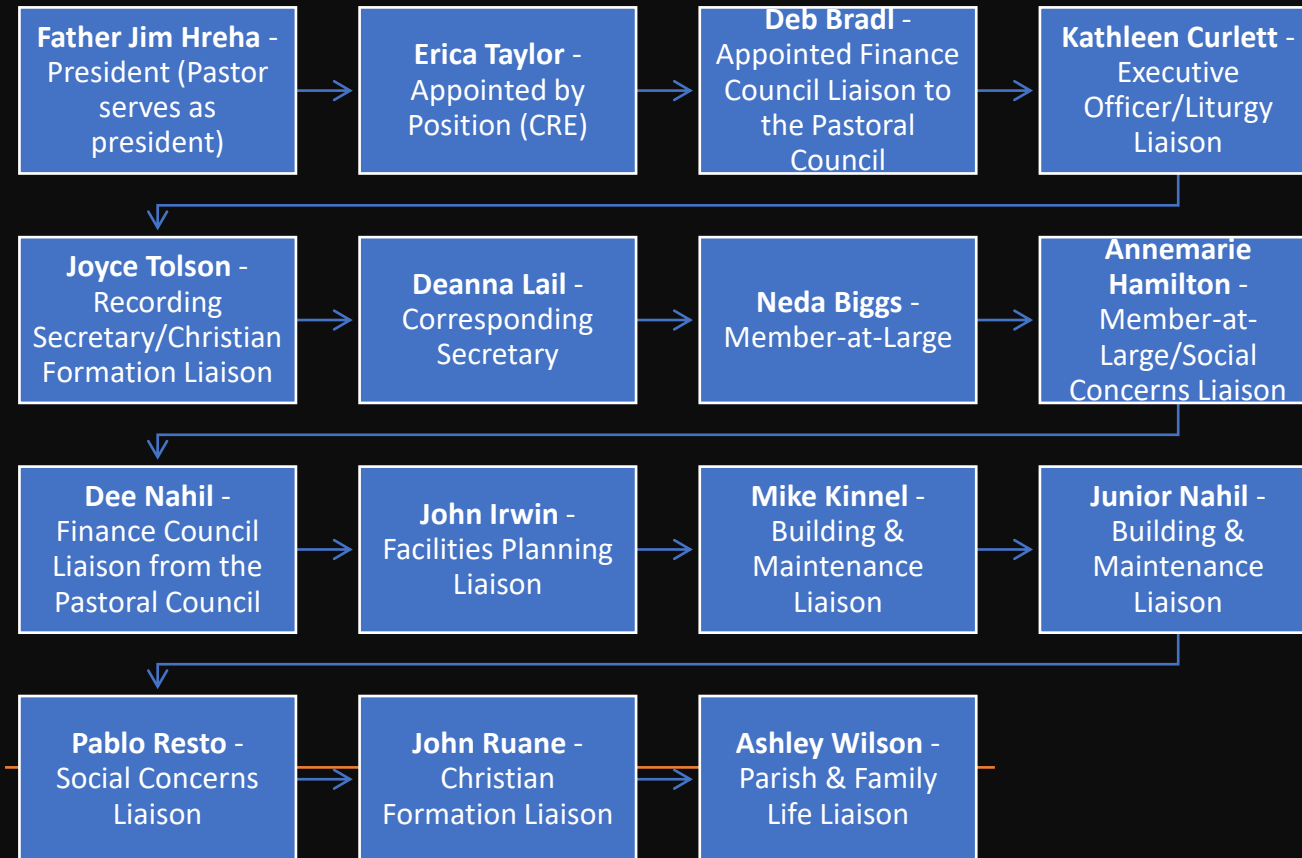 Father Jim Hreha -
President (Pastor
serves as
president)
Erica Taylor -
Appointed by
Position (CRE)
Deb Bradl -
Appointed Finance
Council Liaison to
the Pastoral
Council
Kathleen Curlett -
Executive
Officer/Liturgy
Liaison
Joyce Tolson -
Recording
Secretary/Christian
Formation Liaison
Deanna Lail -
Corresponding
Secretary
Neda Biggs -
Member-at-Large
Annemarie
Hamilton -
Member-at-
Large/Social
Concerns Liaison
Dee Nahil -
Finance Council
Liaison from the
Pastoral Council
John Irwin -
Facilities Planning
Liaison
Mike Kinnel -
Building &
Maintenance
Liaison
Junior Nahil -
Building &
Maintenance
Liaison
Pablo Resto -
Social Concerns
Liaison
John Ruane -
Christian
Formation Liaison
Ashley Wilson -
Parish & Family
Life Liaison